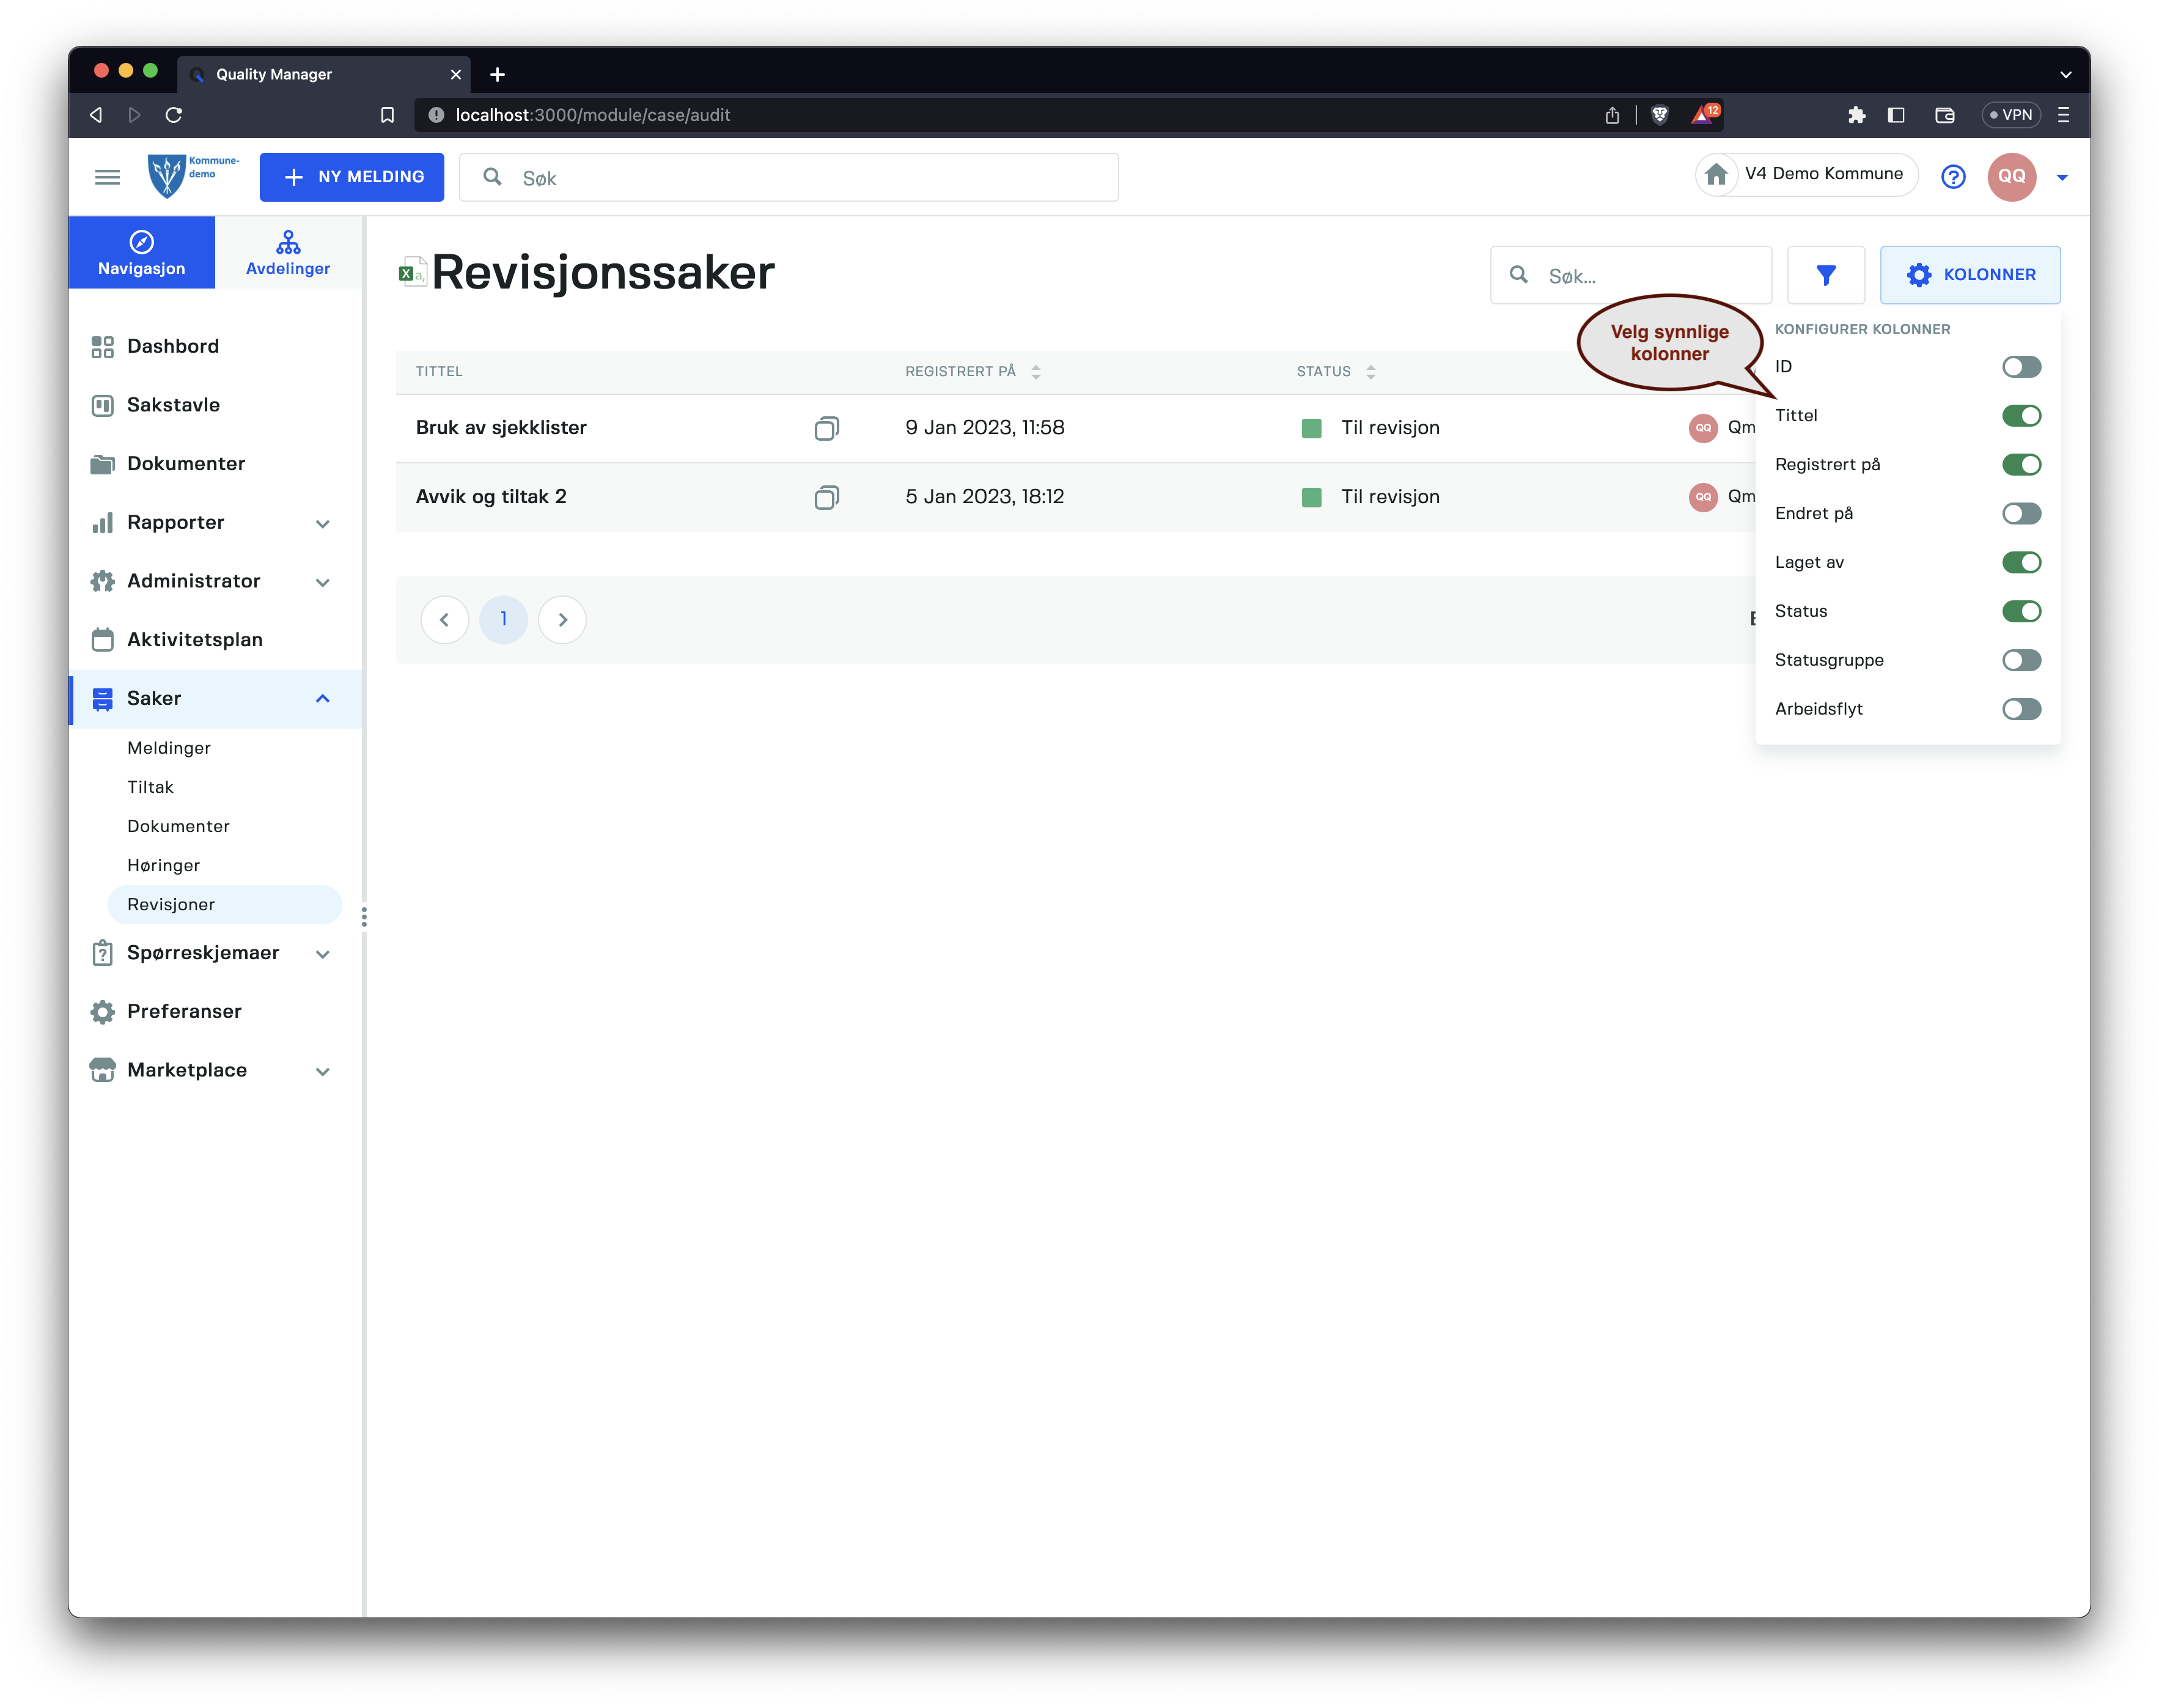 Quality Manager
localhost:3000/module/case/audit
12
VPN
Kommune-
demo
NY MELDING
Søk
V4 Demo Kommune
QQ
Navigasjon
Avdelinger
Revisjonssaker
Søk...
KOLONNER
Velg synnlige
kolonner
KONFIGURER KOLONNER
ID
Tittel
Registrert på
Endret på
Laget av
Status
Statusgruppe
Arbeidsflyt
TITTEL
REGISTRERT PÅ
STATUS
Bruk av sjekklister
9 Jan 2023, 11:58
Til revisjon
QQ
Qm
Avvik og tiltak 2
5 Jan 2023, 18:12
Til revisjon
QQ
Qm
1
Dashbord
Sakstavle
Dokumenter
Rapporter
Administrator
Aktivitetsplan
Saker
Meldinger
Tiltak
Dokumenter
Høringer
Revisjoner
Spørreskjemaer
Preferanser
Marketplace